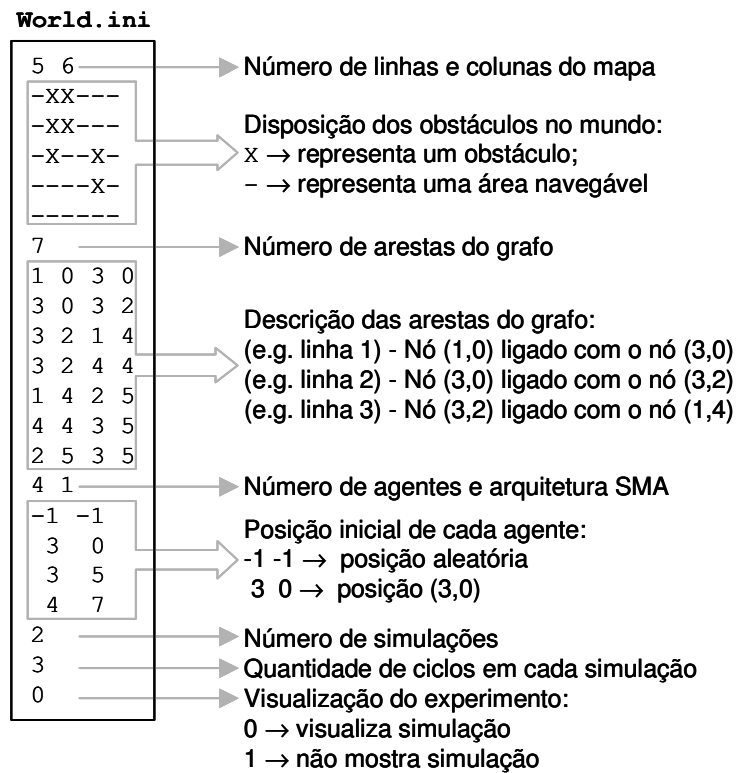 World.ini
5 6
Número de linhas e colunas do mapa
-XX---
-XX---
-X--X-
----X-
------
Disposição dos obstáculos no mundo:
X → representa um obstáculo;
- → representa uma área navegável
7
Número de arestas do grafo
1 0 3 0
3 0 3 2
3 2 1 4
3 2 4 4
1 4 2 5
4 4 3 5
2 5 3 5
Descrição das arestas do grafo:
(e.g. linha 1) - Nó (1,0) ligado com o nó (3,0)
(e.g. linha 2) - Nó (3,0) ligado com o nó (3,2)
(e.g. linha 3) - Nó (3,2) ligado com o nó (1,4)
4 1
Número de agentes e arquitetura SMA
-1 -1
3 0
3 5
4 7
Posição inicial de cada agente:
-1 -1 → posição aleatória
3 0 → posição (3,0)
2
Número de simulações
3
Quantidade de ciclos em cada simulação
0
Visualização do experimento:
0 → visualiza simulação
1 → não mostra simulação